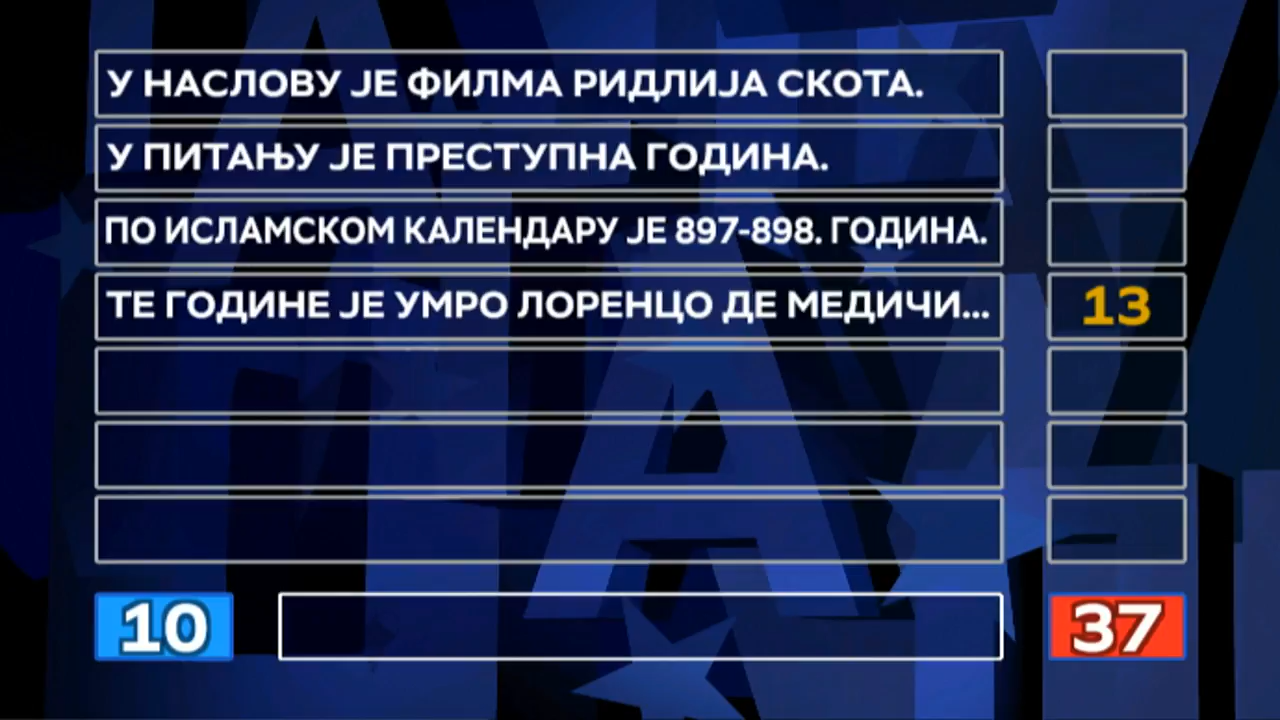 У НАСЛОВУ ЈЕ ФИЛМА РИДЛИЈА СКОТА.
У ПИТАЊУ ЈЕ ПРЕСТУПНА ГОДИНА.
ПО ИСЛАМСКОМ КАЛЕНДАРУ ЈЕ 897-898. ГОДИНА.
ТЕ ГОДИНЕ ЈЕ УМРО ЛОРЕНЦО ДЕ МЕДИЧИ... 13
10 37